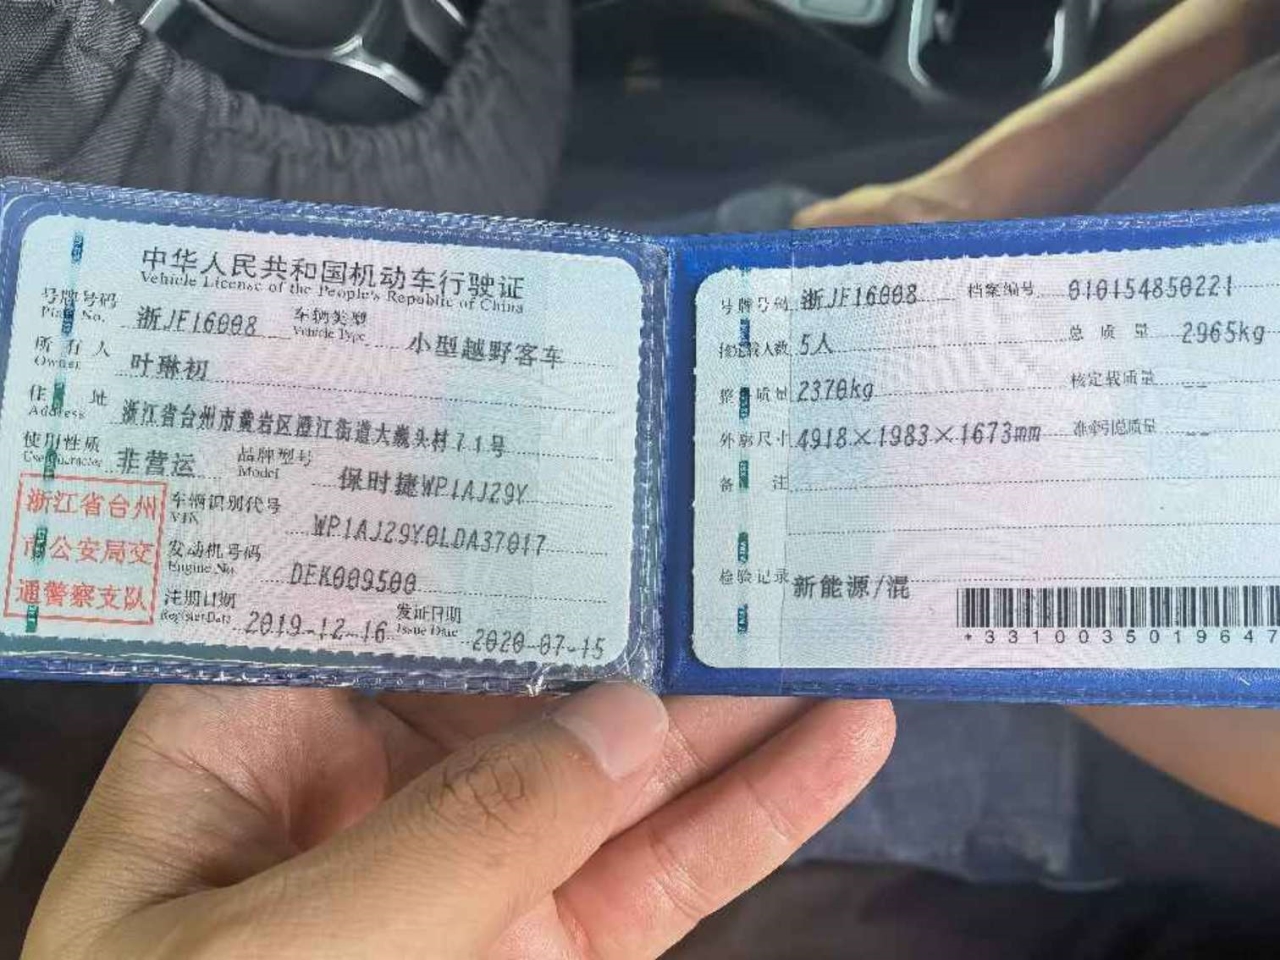 中华人民共和国机动车行驶证
Vehicle License of the People's Republic of China
号牌号码 浙JF16008 车辆类型 小型越野客车
Plate No. Vehicle Type
所有人 叶琳初
Owner
住址 浙江省台州市黄岩区澄江街道大巍头村71号
Address
使用性质 非营运 品牌型号 保时捷WP1AJ29Y
Use Character Model
浙江省台州
市公安局交
通警察支队
车辆识别代号 WP1AJ29Y0LDA37017
VIN
发动机号码 DEK009500
Engine No.
注册日期 2019-12-16 发证日期 2020-07-15
Register Date Issue Date
号牌号码 浙JF16008 档案编号 010154850221
核定载人数 5人 总质量 2965kg
整备质量 2370kg 核定载质量 --
外廓尺寸 4918×1983×1673mm 准牵引总质量 --
备注
检验记录 新能源/混
*3310035019647